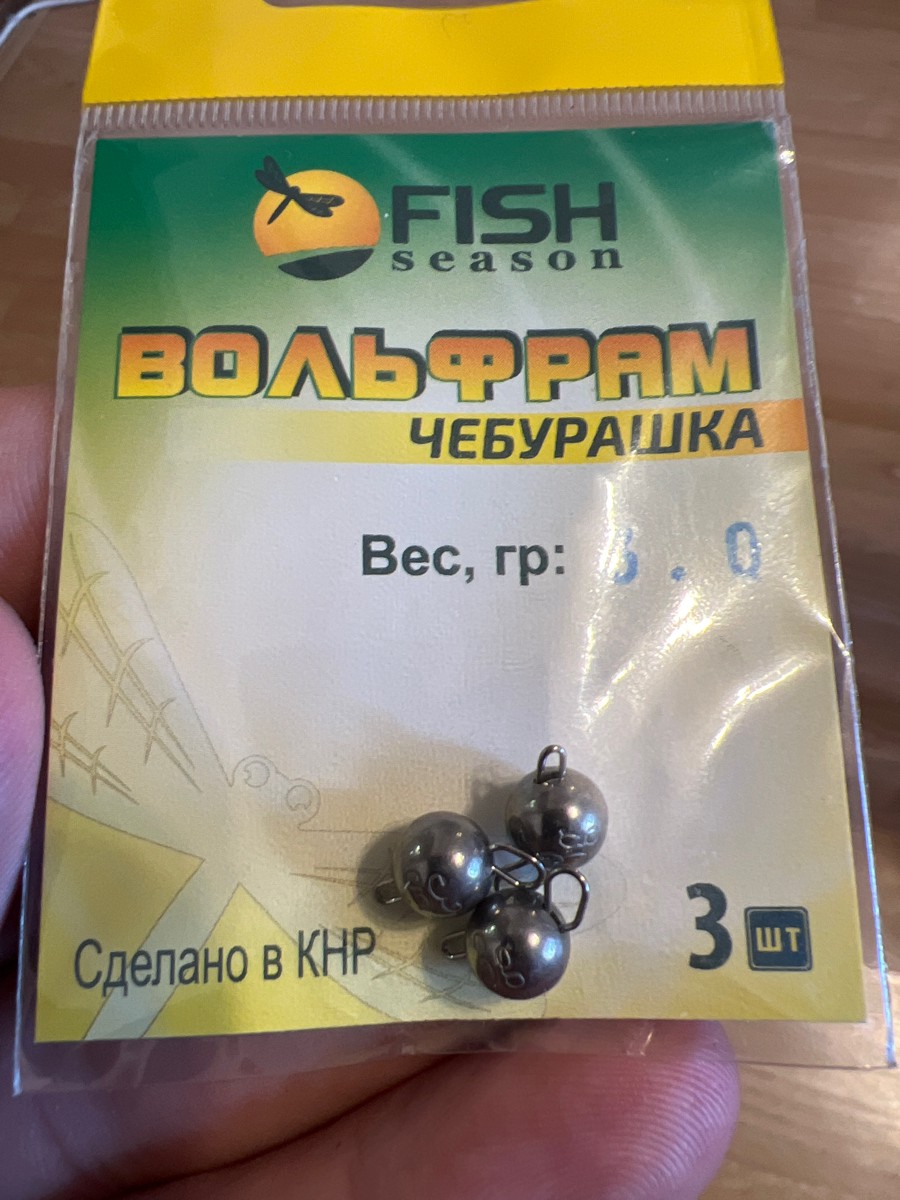 FISH
season
ВОЛЬФРАМ
ЧЕБУРАШКА
Вес, гр:
3 шт
Сделано в КНР